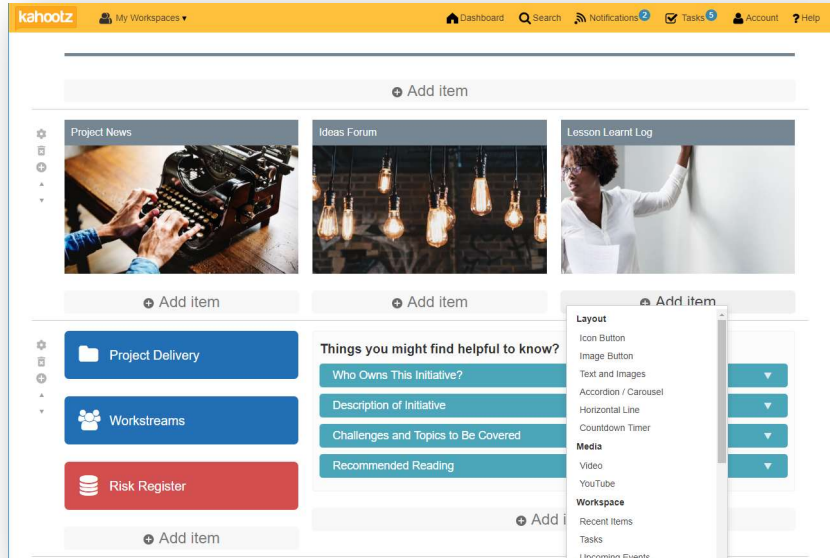 kahootz
My Workspaces ▾
Dashboard
Search
Notifications 2
Tasks 5
Account
? Help
Add item
Project News
Ideas Forum
Lesson Learnt Log
Add item
Add item
Add item
Project Delivery
Workstreams
Risk Register
Add item
Things you might find helpful to know?
Who Owns This Initiative?
Description of Initiative
Challenges and Topics to Be Covered
Recommended Reading
Add i
Layout
Icon Button
Image Button
Text and Images
Accordion / Carousel
Horizontal Line
Countdown Timer
Media
Video
YouTube
Workspace
Recent Items
Tasks
Upcoming Events